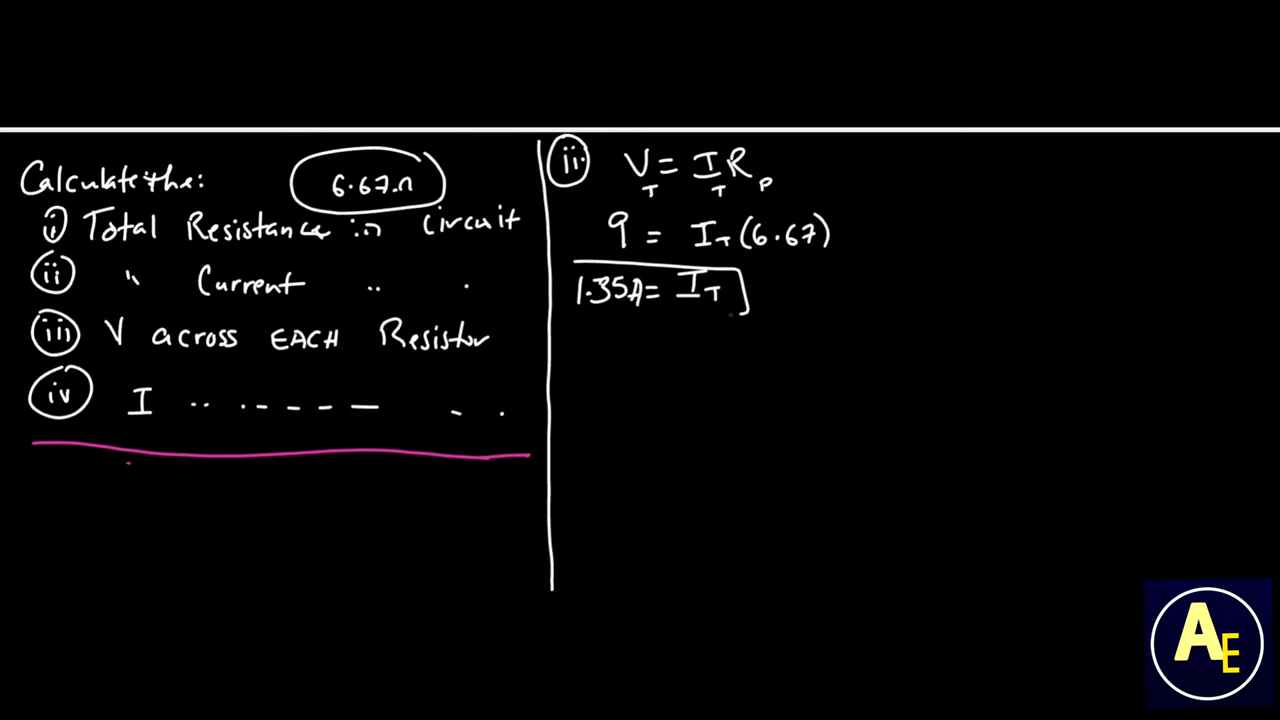 Calculate the:
6.67Ω
i) Total Resistance in circuit
ii) " Current .. .
iii) V across EACH Resistor
iv) I .. . - - - — - .
ii. V_T = I_T R_P
9 = I_T (6.67)
1.35A = I_T
AE